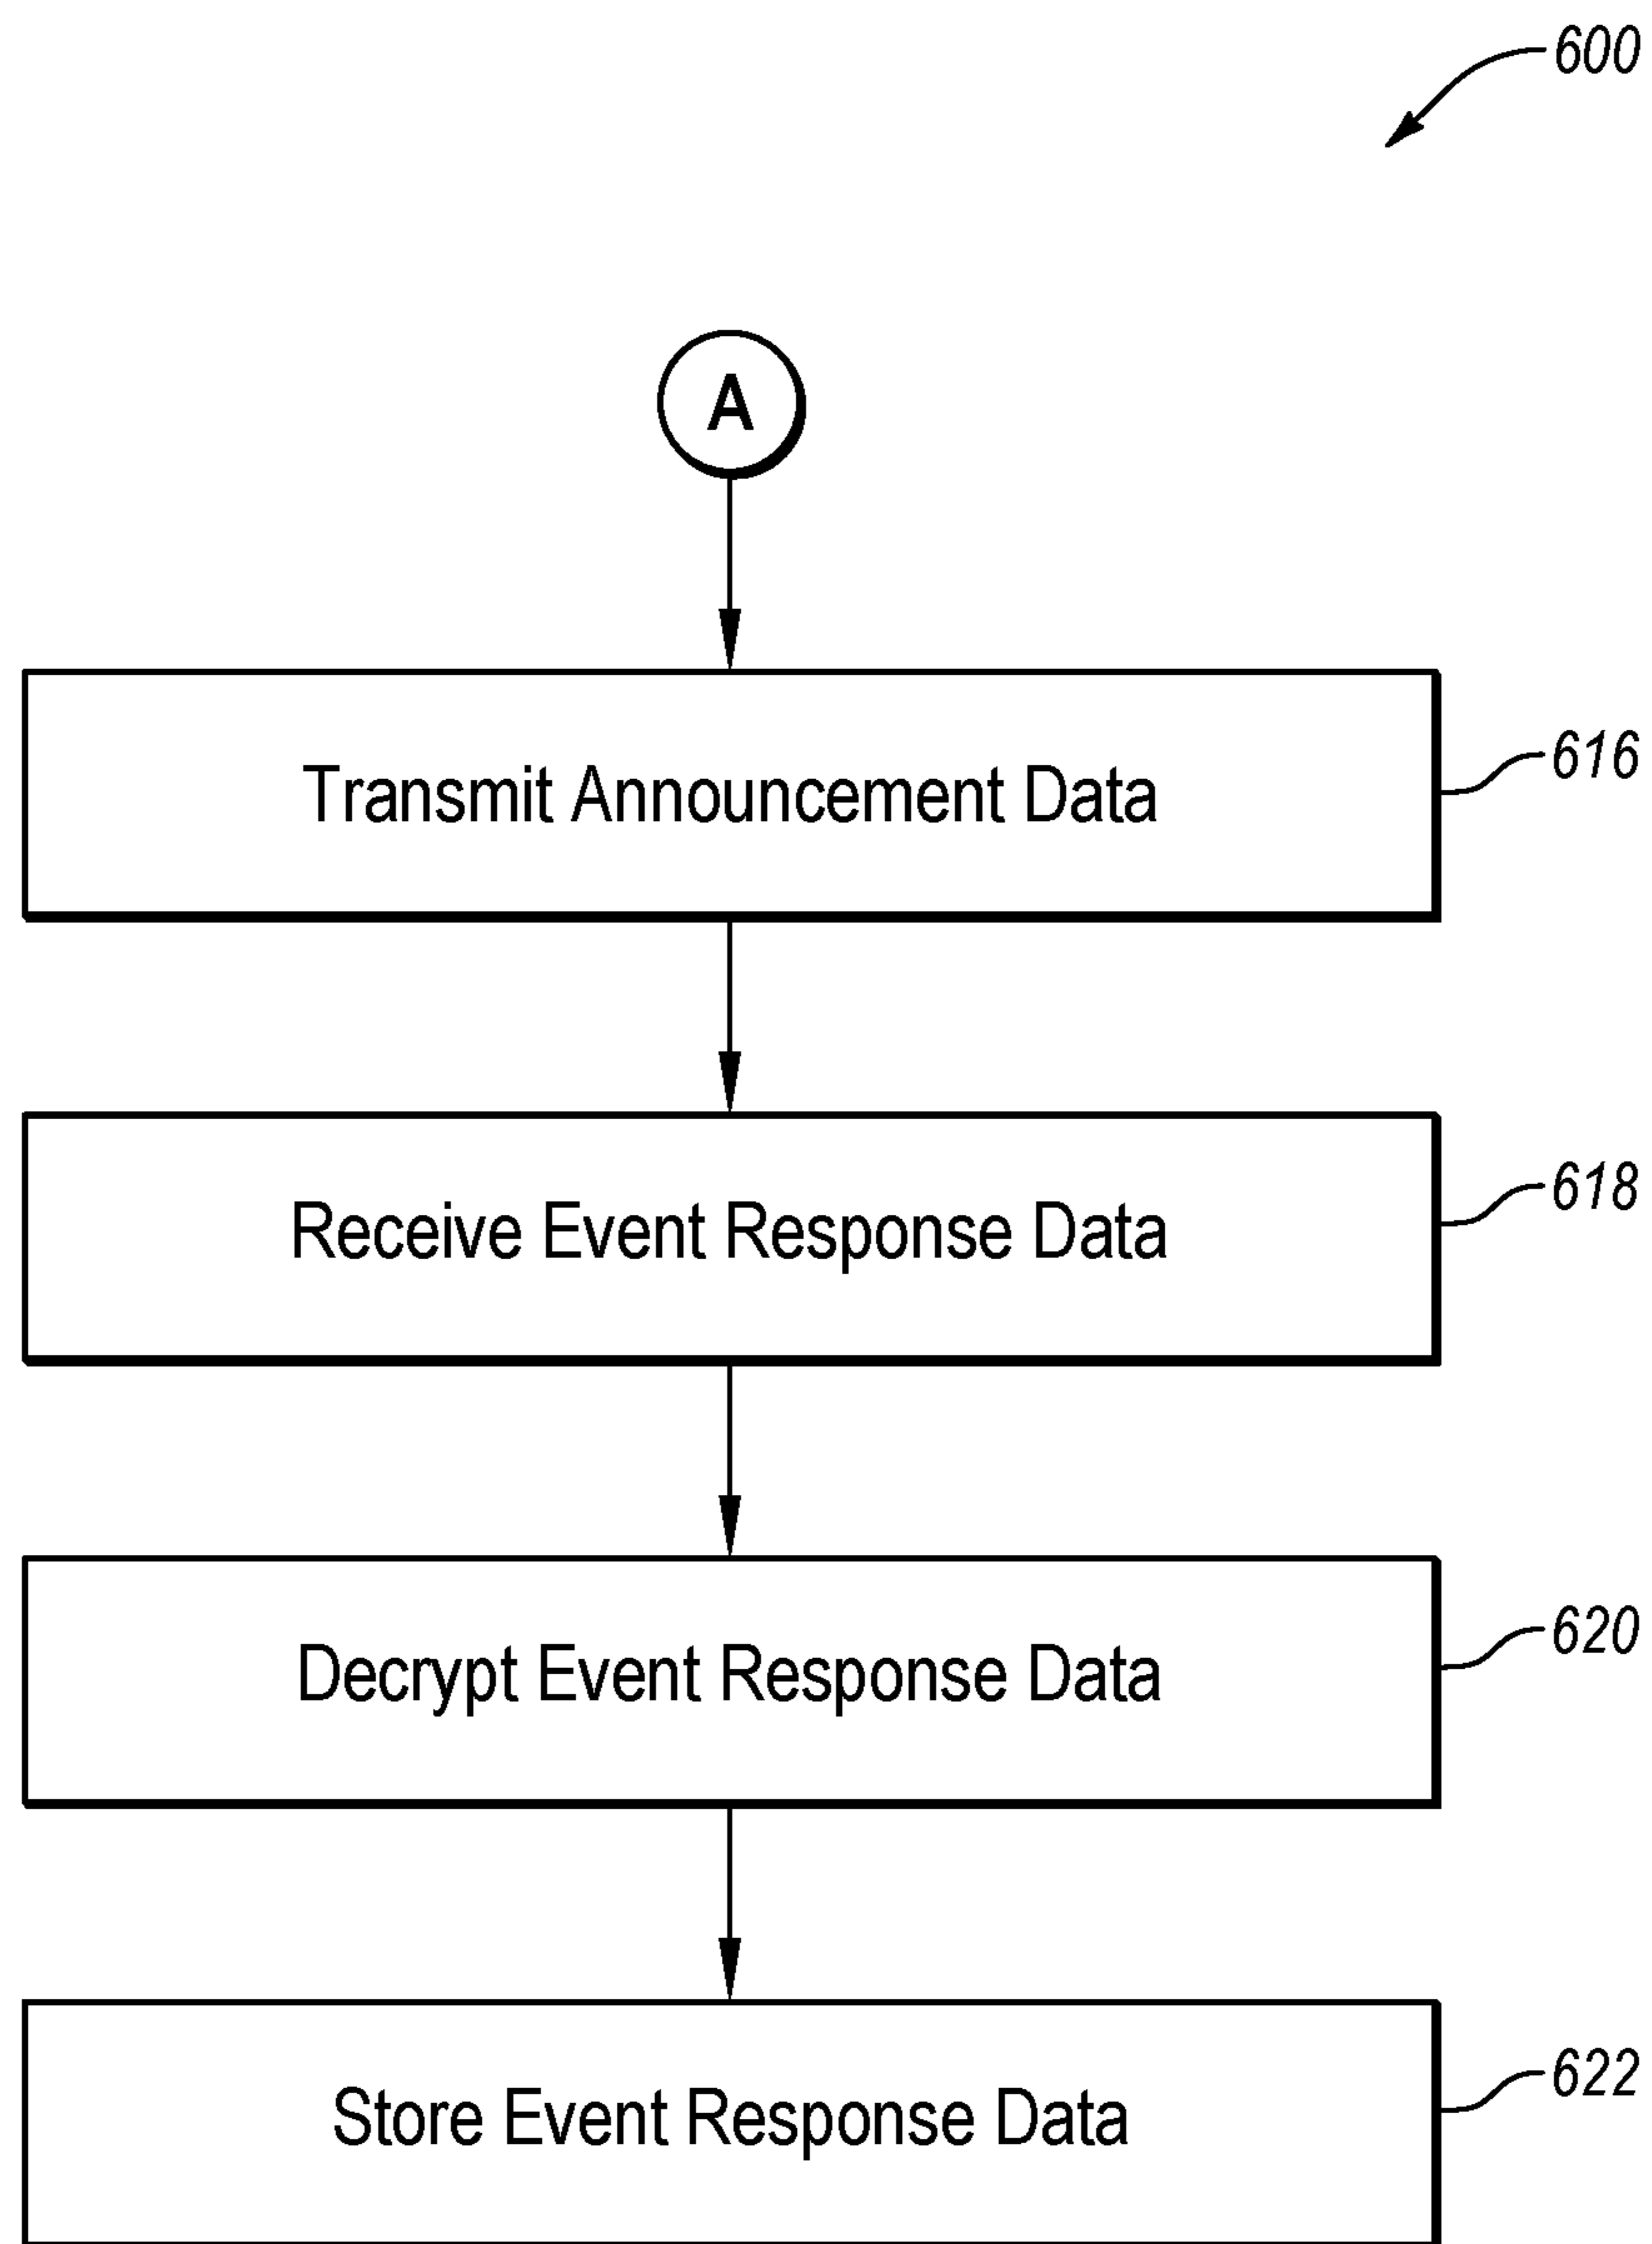 600
A
Transmit Announcement Data
616
Receive Event Response Data
618
Decrypt Event Response Data
620
Store Event Response Data
622